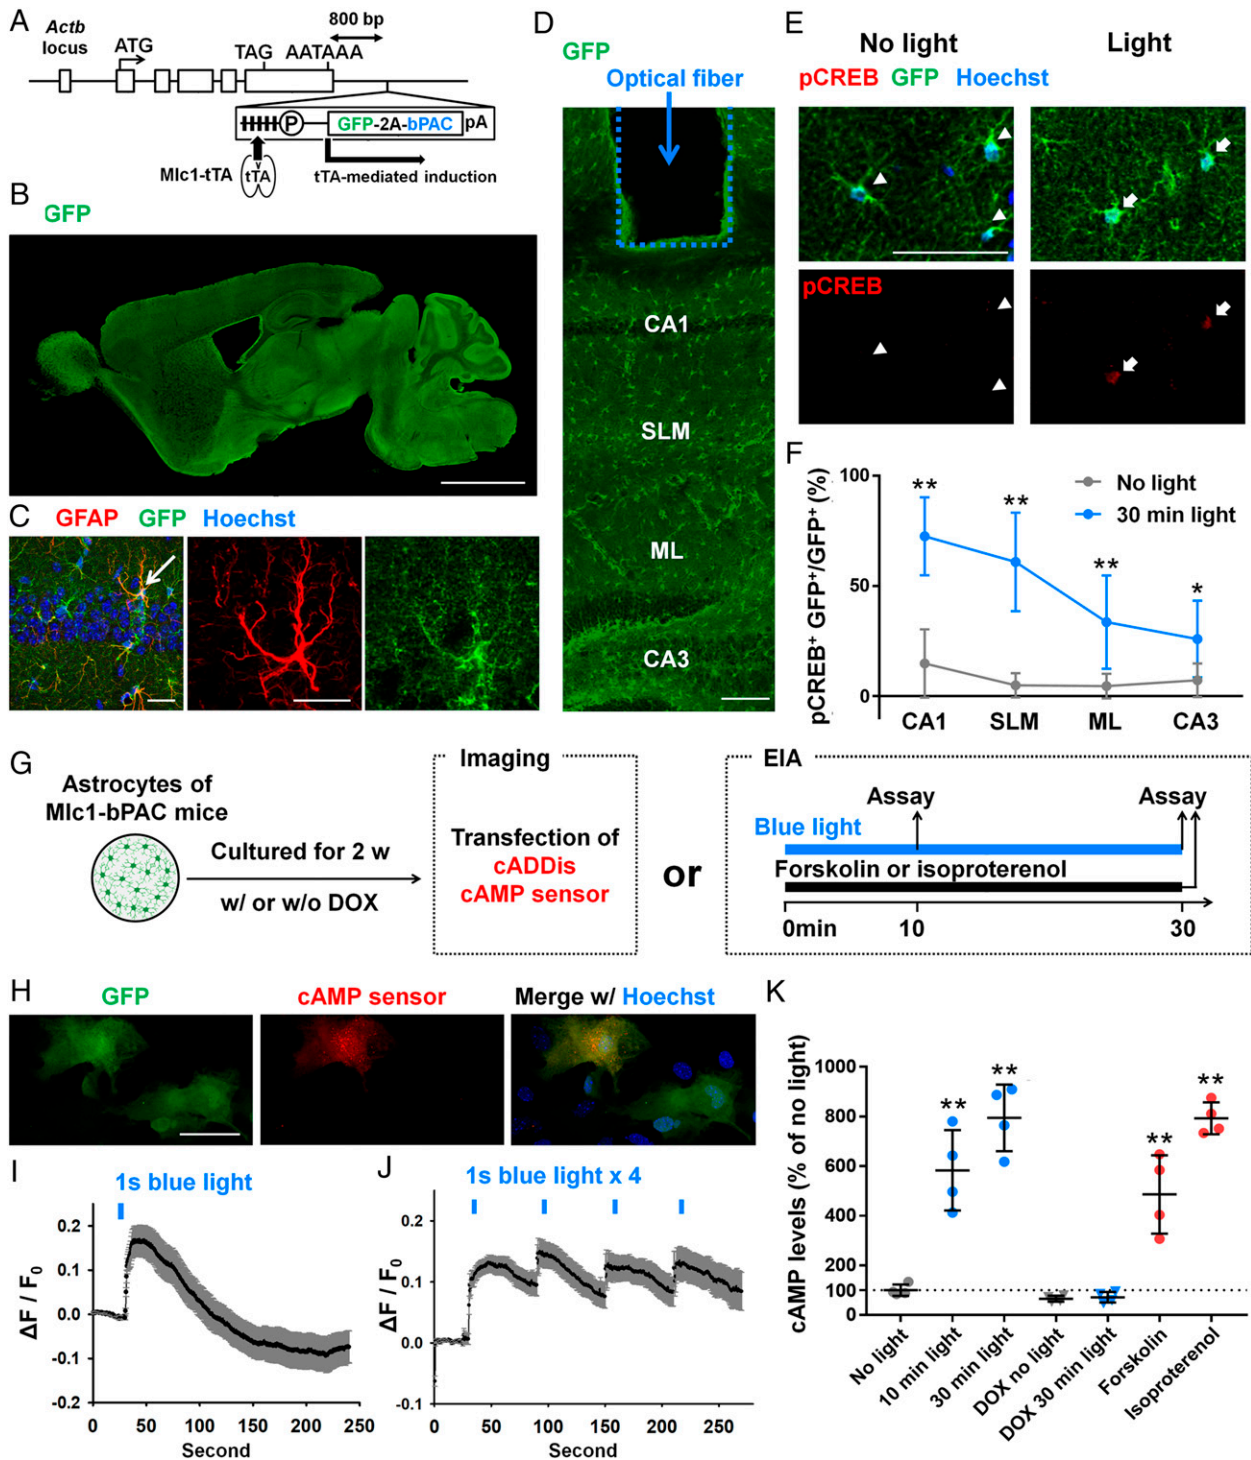 A
Actb
locus
ATG
TAG
AATAAA
800 bp
P
GFP-2A-bPAC
pA
Mlc1-tTA
tTA
tTA-mediated induction
B
GFP
C
GFAP GFP Hoechst
D
GFP
Optical fiber
CA1
SLM
ML
CA3
E
No light
Light
pCREB GFP Hoechst
pCREB
F
pCREB⁺ GFP⁺/GFP⁺ (%)
100
50
0
**
**
**
*
No light
30 min light
CA1
SLM
ML
CA3
G
Astrocytes of
Mlc1-bPAC mice
Cultured for 2 w
w/ or w/o DOX
Imaging
Transfection of
cADDis
cAMP sensor
or
EIA
Assay
Assay
Blue light
Forskolin or isoproterenol
0min
10
30
H
GFP
cAMP sensor
Merge w/ Hoechst
I
1s blue light
ΔF / F₀
0.2
0.1
0.0
-0.1
-0.2
0
50
100
150
200
250
Second
J
1s blue light x 4
ΔF / F₀
0.2
0.1
0.0
-0.1
0
50
100
150
200
250
Second
K
cAMP levels (% of no light)
1000
800
600
400
200
100
0
**
**
**
**
No light
10 min light
30 min light
DOX no light
DOX 30 min light
Forskolin
Isoproterenol